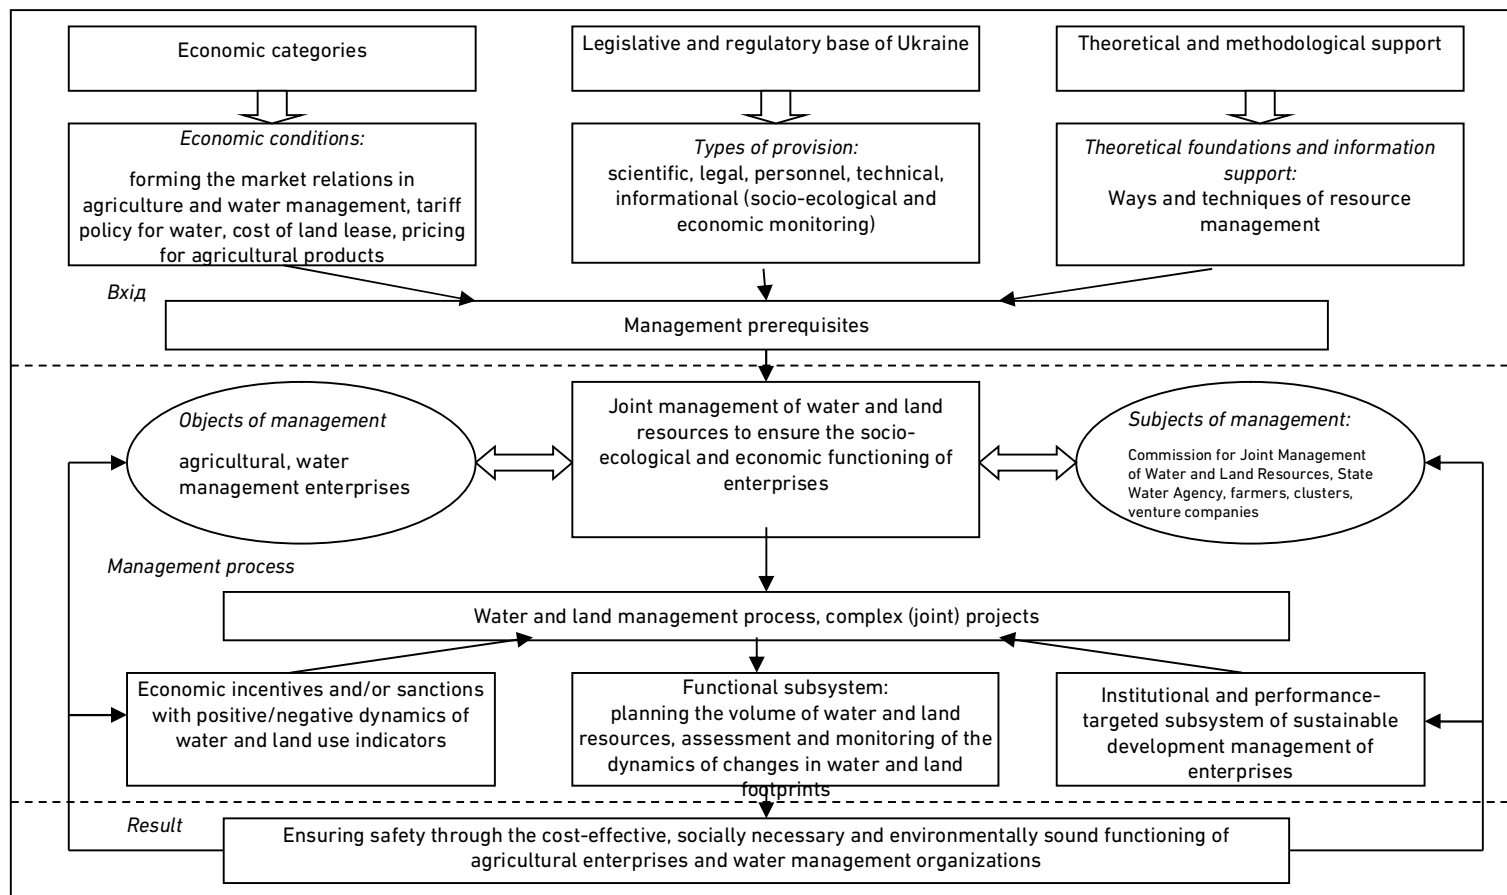 Economic categories
Legislative and regulatory base of Ukraine
Theoretical and methodological support
Economic conditions:
forming the market relations in
agriculture and water management, tariff
policy for water, cost of land lease, pricing
for agricultural products
Types of provision:
scientific, legal, personnel, technical,
informational (socio-ecological and
economic monitoring)
Theoretical foundations and information
support:
Ways and techniques of resource
management
Вхід
Management prerequisites
Objects of management
agricultural, water
management enterprises
Joint management of water and land
resources to ensure the socio-
ecological and economic functioning of
enterprises
Subjects of management:
Commission for Joint Management
of Water and Land Resources, State
Water Agency, farmers, clusters,
venture companies
Management process
Water and land management process, complex (joint) projects
Economic incentives and/or sanctions
with positive/negative dynamics of
water and land use indicators
Functional subsystem:
planning the volume of water and land
resources, assessment and monitoring of the
dynamics of changes in water and land
footprints
Institutional and performance-
targeted subsystem of sustainable
development management of
enterprises
Result
Ensuring safety through the cost-effective, socially necessary and environmentally sound functioning of
agricultural enterprises and water management organizations